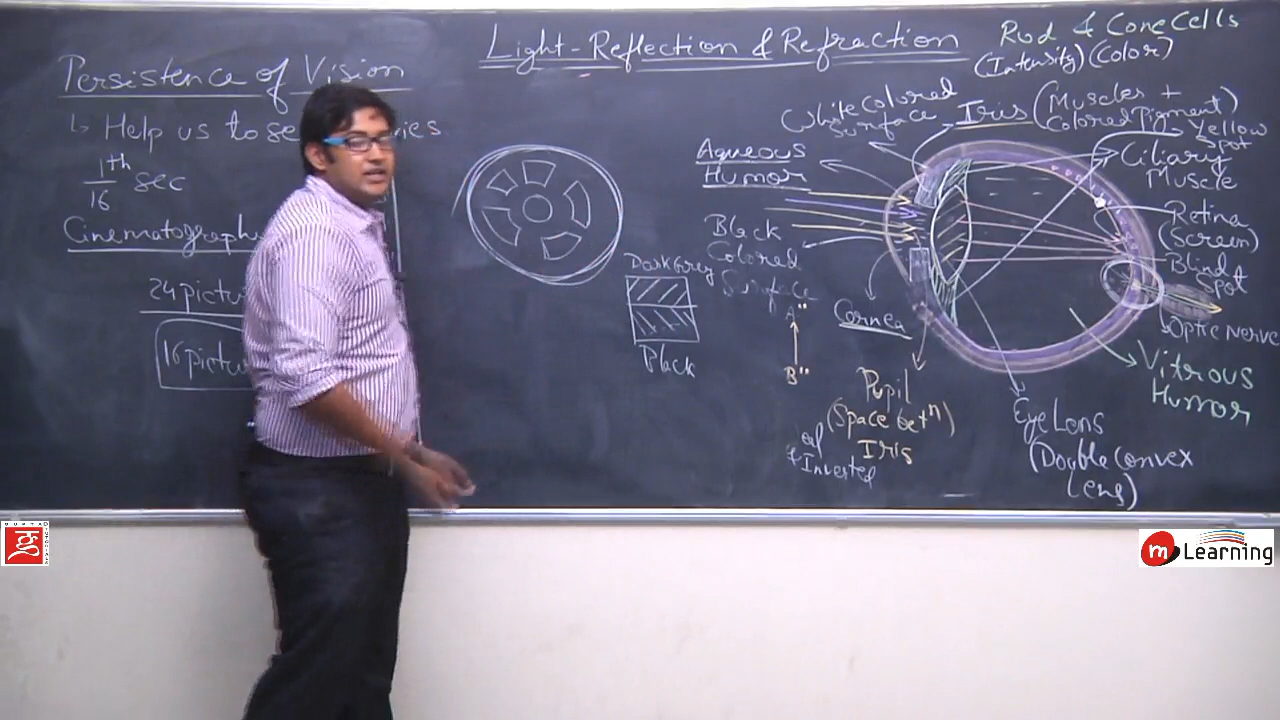 Light-Reflection & Refraction
Persistence of Vision
Help us to se
1th
16 sec
Cinematography
24 pictu
16 pictu
Dark Grey
Black
Rod & Cone Cells
(Intensity) (Color)
White colored
Surface
Iris (Muscles +
Colored Pigment)
Yellow
Spot
Aqueous
Humor
Ciliary
Muscle
Black
Colored
Surface
Retina
(Screen)
Blind
Spot
A"
B"
Cornea
Optic Nerve
Vitrous
Humor
Pupil
(Space betn)
Iris
& Inverted
Eye Lens
(Double Convex
Lens)
m Learning